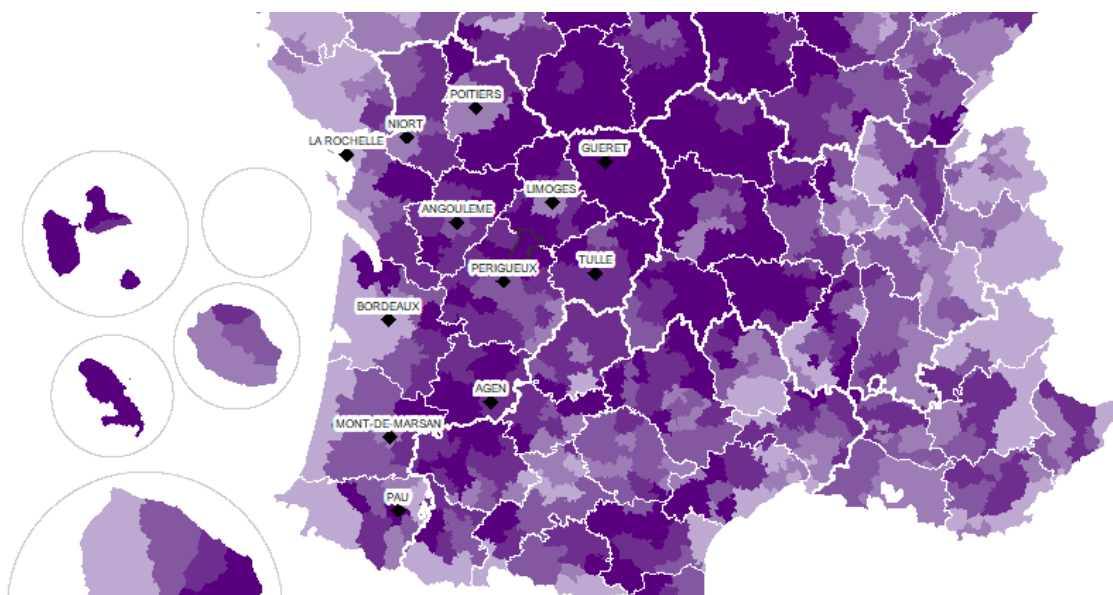 POITIERS
NIORT
LA ROCHELLE
GUERET
LIMOGES
ANGOULEME
TULLE
PERIGUEUX
BORDEAUX
AGEN
MONT-DE-MARSAN
PAU